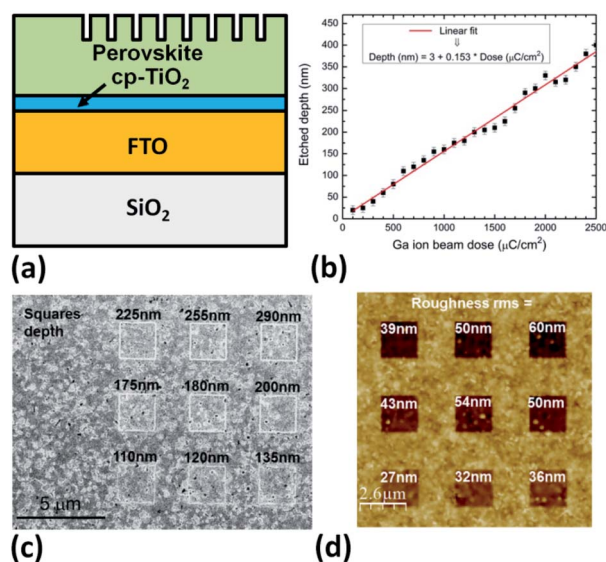 Perovskite
cp-TiO₂
FTO
SiO₂
(a)
Linear fit
⇓
Depth (nm) = 3 + 0.153 * Dose (µC/cm²)
Etched depth (nm)
450
400
350
300
250
200
150
100
50
0
0 500 1000 1500 2000 2500
Ga ion beam dose (µC/cm²)
(b)
Squares
depth
225nm 255nm 290nm
175nm 180nm 200nm
110nm 120nm 135nm
5 µm
(c)
Roughness rms =
39nm 50nm 60nm
43nm 54nm 50nm
27nm 32nm 36nm
2.6µm
(d)